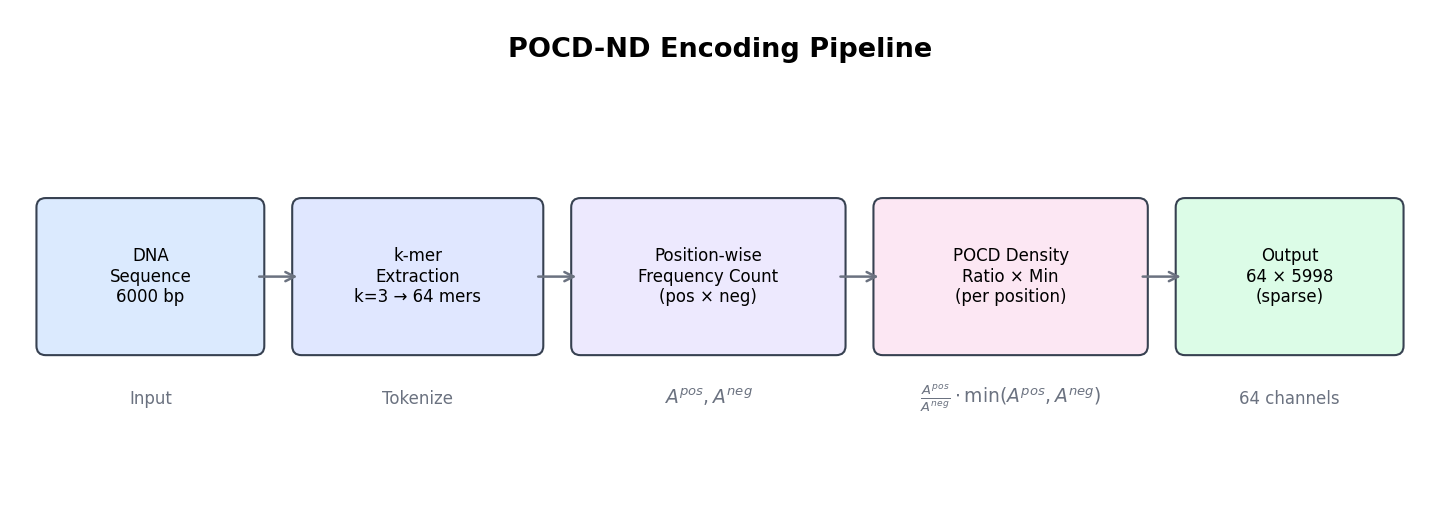 POCD-ND Encoding Pipeline
DNA
Sequence
6000 bp
k-mer
Extraction
k=3 → 64 mers
Position-wise
Frequency Count
(pos × neg)
POCD Density
Ratio × Min
(per position)
Output
64 × 5998
(sparse)
Input
Tokenize
$A^{pos}, A^{neg}$
$\frac{A^{pos}}{A^{neg}} \cdot \min(A^{pos}, A^{neg})$
64 channels